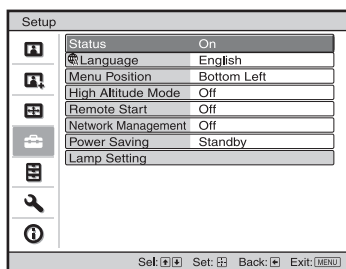 Setup
Status On
Language English
Menu Position Bottom Left
High Altitude Mode Off
Remote Start Off
Network Management Off
Power Saving Standby
Lamp Setting
Sel: Set: Back: Exit: MENU